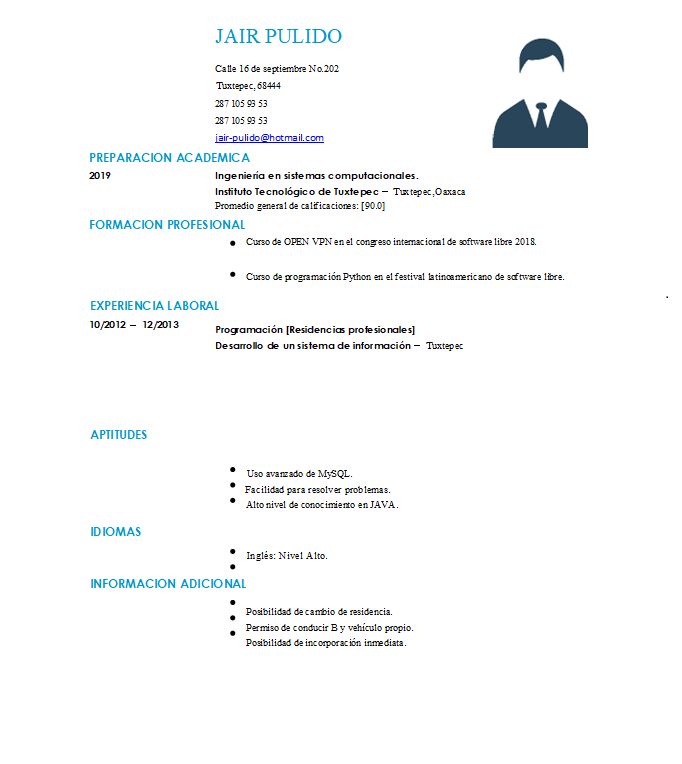 JAIR PULIDO
Calle 16 de septiembre No.202
Tuxtepec, 68444
287 105 93 53
287 105 93 53
jair-pulido@hotmail.com
PREPARACION ACADEMICA
2019 Ingeniería en sistemas computacionales.
Instituto Tecnológico de Tuxtepec – Tuxtepec,Oaxaca
Promedio general de calificaciones: [90.0]
FORMACION PROFESIONAL
● Curso de OPEN VPN en el congreso internacional de software libre 2018.
● Curso de programación Python en el festival latinoamericano de software libre.
.
EXPERIENCIA LABORAL
10/2012 – 12/2013 Programación [Residencias profesionales]
Desarrollo de un sistema de información – Tuxtepec
APTITUDES
● Uso avanzado de MySQL.
● Facilidad para resolver problemas.
● Alto nivel de conocimiento en JAVA.
IDIOMAS
● Inglés: Nivel Alto.
●
INFORMACION ADICIONAL
● Posibilidad de cambio de residencia.
● Permiso de conducir B y vehículo propio.
● Posibilidad de incorporación inmediata.